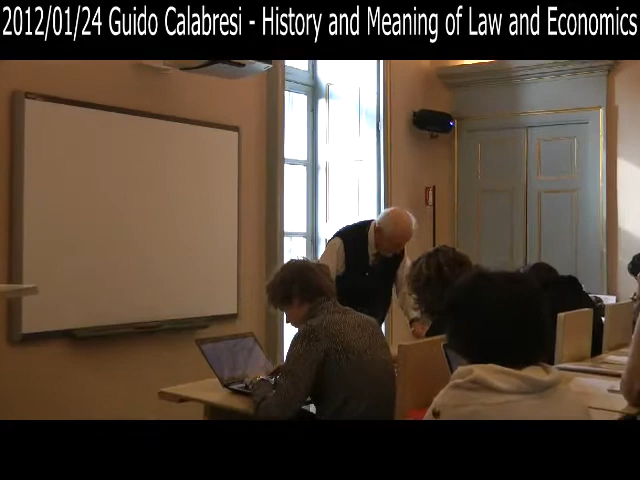 2012/01/24 Guido Calabresi - History and Meaning of Law and Economics